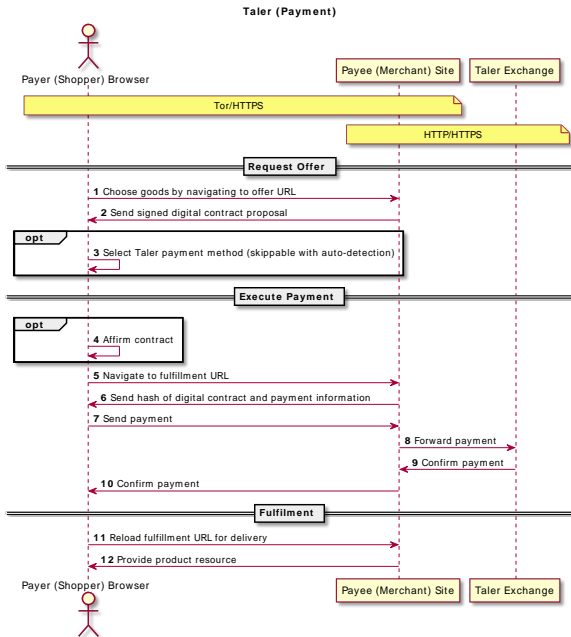 Taler (Payment)
Payer (Shopper) Browser
Payee (Merchant) Site
Taler Exchange
Tor/HTTPS
HTTP/HTTPS
Request Offer
1 Choose goods by navigating to offer URL
2 Send signed digital contract proposal
opt
3 Select Taler payment method (skippable with auto-detection)
Execute Payment
opt
4 Affirm contract
5 Navigate to fulfillment URL
6 Send hash of digital contract and payment information
7 Send payment
8 Forward payment
9 Confirm payment
10 Confirm payment
Fulfilment
11 Reload fulfillment URL for delivery
12 Provide product resource
Payer (Shopper) Browser
Payee (Merchant) Site
Taler Exchange